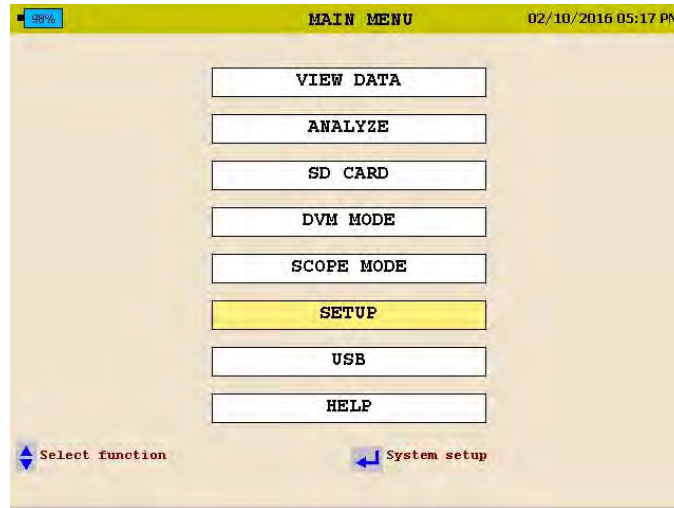 98% MAIN MENU 02/10/2016 05:17 PM
VIEW DATA
ANALYZE
SD CARD
DVM MODE
SCOPE MODE
SETUP
USB
HELP
Select function System setup